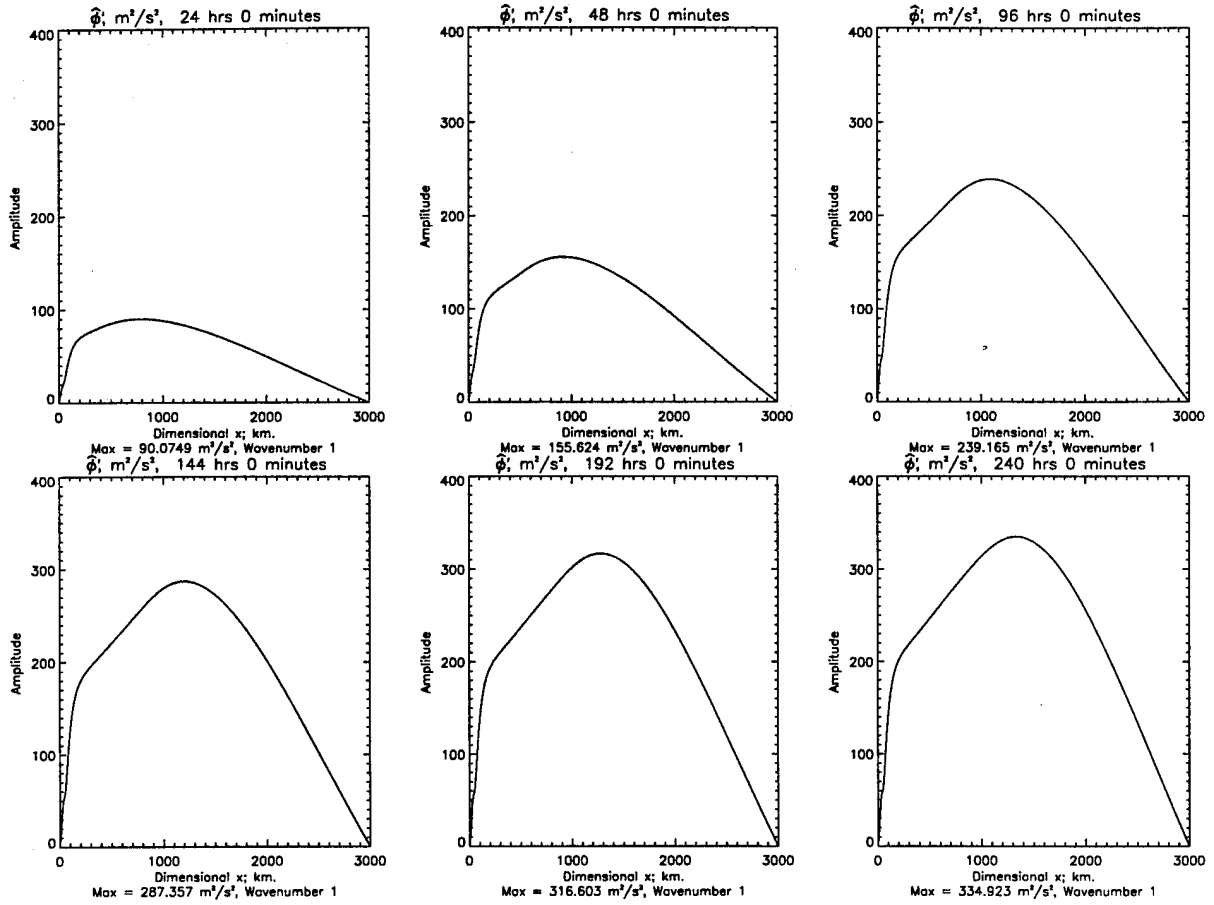 φ̂', m²/s², 24 hrs 0 minutes
400
300
200
100
0
Amplitude
0 1000 2000 3000
Dimensional x; km.
Max = 90.0749 m²/s², Wavenumber 1
φ̂', m²/s², 48 hrs 0 minutes
400
300
200
100
0
Amplitude
0 1000 2000 3000
Dimensional x; km.
Max = 155.624 m²/s², Wavenumber 1
φ̂', m²/s², 96 hrs 0 minutes
400
300
200
100
0
Amplitude
0 1000 2000 3000
Dimensional x; km.
Max = 239.165 m²/s², Wavenumber 1
φ̂', m²/s², 144 hrs 0 minutes
400
300
200
100
0
Amplitude
0 1000 2000 3000
Dimensional x; km.
Max = 287.357 m²/s², Wavenumber 1
φ̂', m²/s², 192 hrs 0 minutes
400
300
200
100
0
Amplitude
0 1000 2000 3000
Dimensional x; km.
Max = 316.603 m²/s², Wavenumber 1
φ̂', m²/s², 240 hrs 0 minutes
400
300
200
100
0
Amplitude
0 1000 2000 3000
Dimensional x; km.
Max = 334.923 m²/s², Wavenumber 1